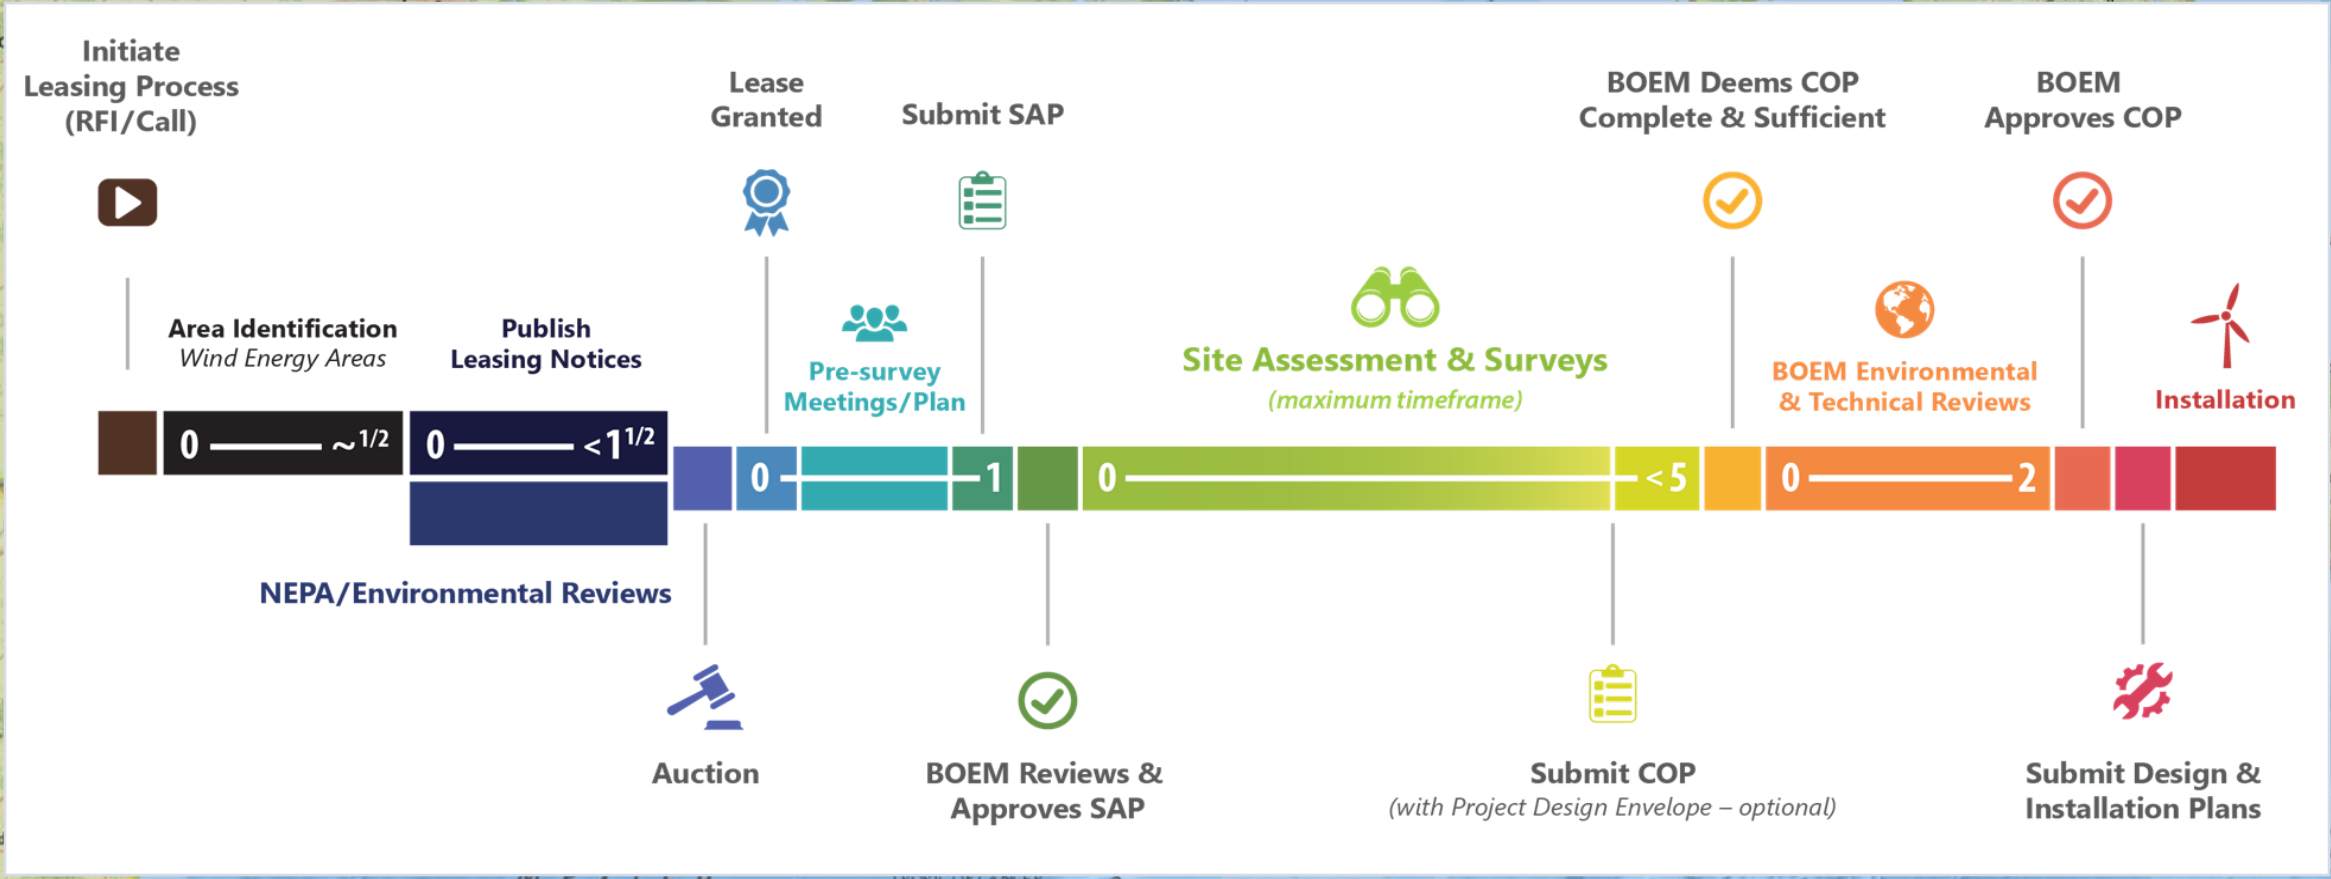 Initiate
Leasing Process
(RFI/Call)
Lease
Granted
Submit SAP
BOEM Deems COP
Complete & Sufficient
BOEM
Approves COP
Area Identification
Wind Energy Areas
Publish
Leasing Notices
Pre-survey
Meetings/Plan
Site Assessment & Surveys
(maximum timeframe)
BOEM Environmental
& Technical Reviews
Installation
0 ~1/2
0 <1 1/2
0 1
0 <5
0 2
NEPA/Environmental Reviews
Auction
BOEM Reviews &
Approves SAP
Submit COP
(with Project Design Envelope – optional)
Submit Design &
Installation Plans